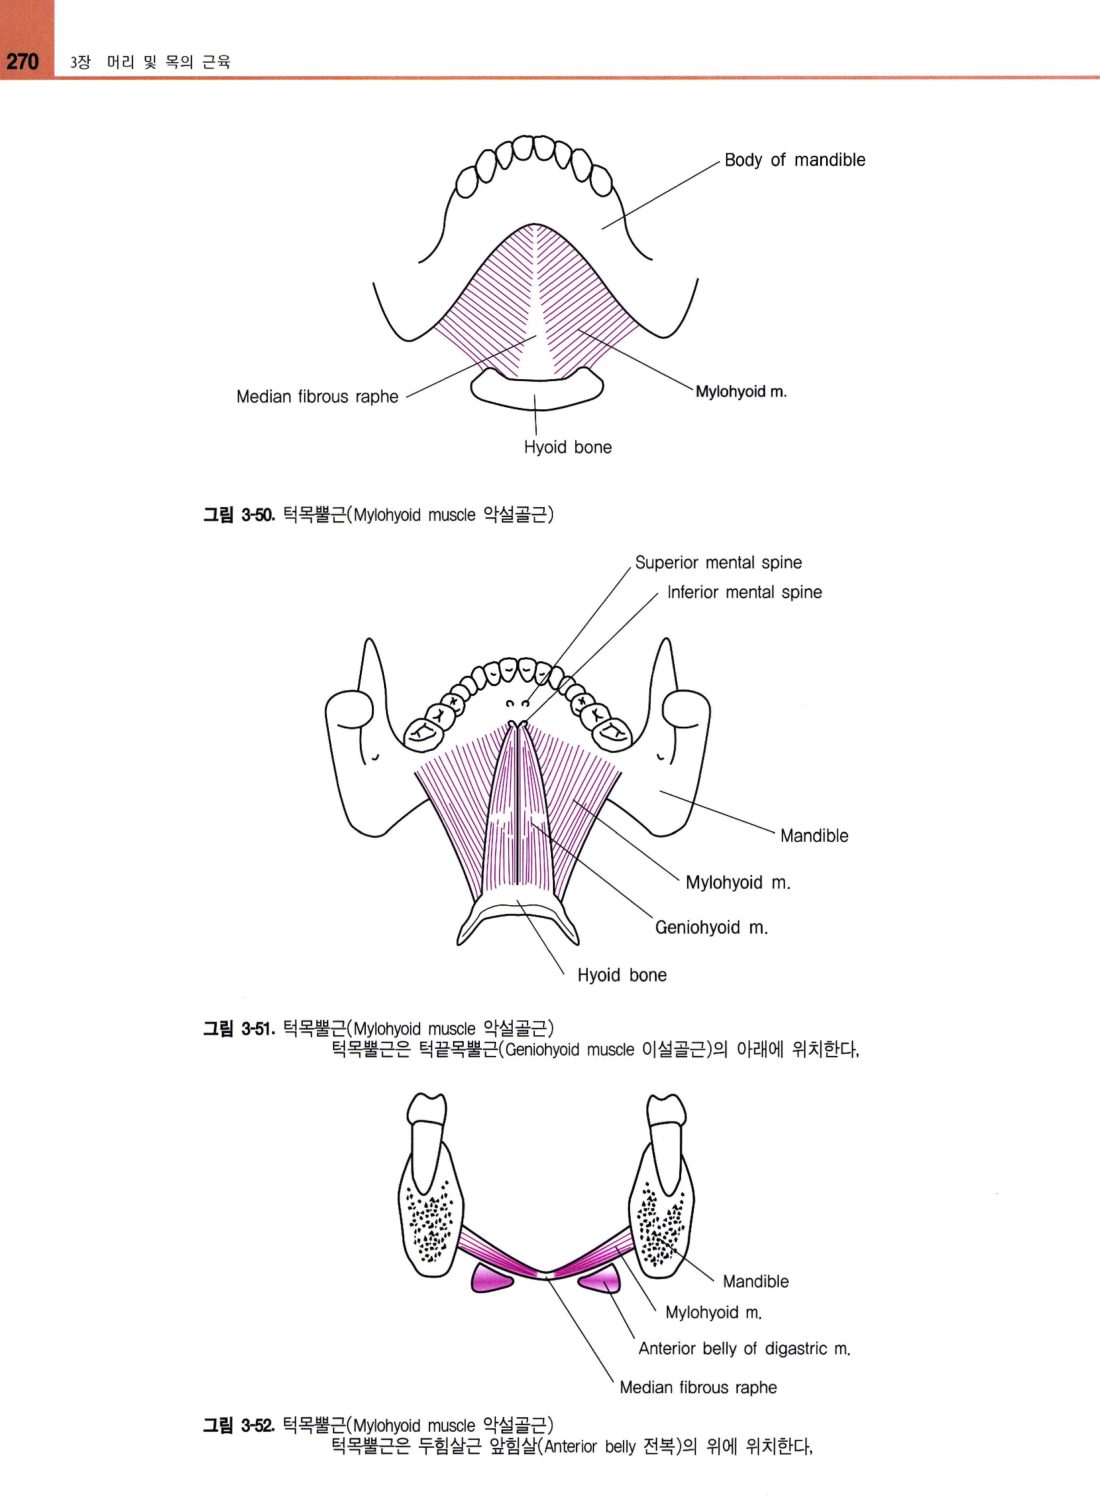 270 3장 머리 및 목의 근육
Body of mandible
Median fibrous raphe
Mylohyoid m.
Hyoid bone
그림 3-50. 턱목뿔근(Mylohyoid muscle 악설골근)
Superior mental spine
Inferior mental spine
Mandible
Mylohyoid m.
Geniohyoid m.
Hyoid bone
그림 3-51. 턱목뿔근(Mylohyoid muscle 악설골근)
턱목뿔근은 턱끝목뿔근(Geniohyoid muscle 이설골근)의 아래에 위치한다.
Mandible
Mylohyoid m.
Anterior belly of digastric m.
Median fibrous raphe
그림 3-52. 턱목뿔근(Mylohyoid muscle 악설골근)
턱목뿔근은 두힘살근 앞힘살(Anterior belly 전복)의 위에 위치한다.